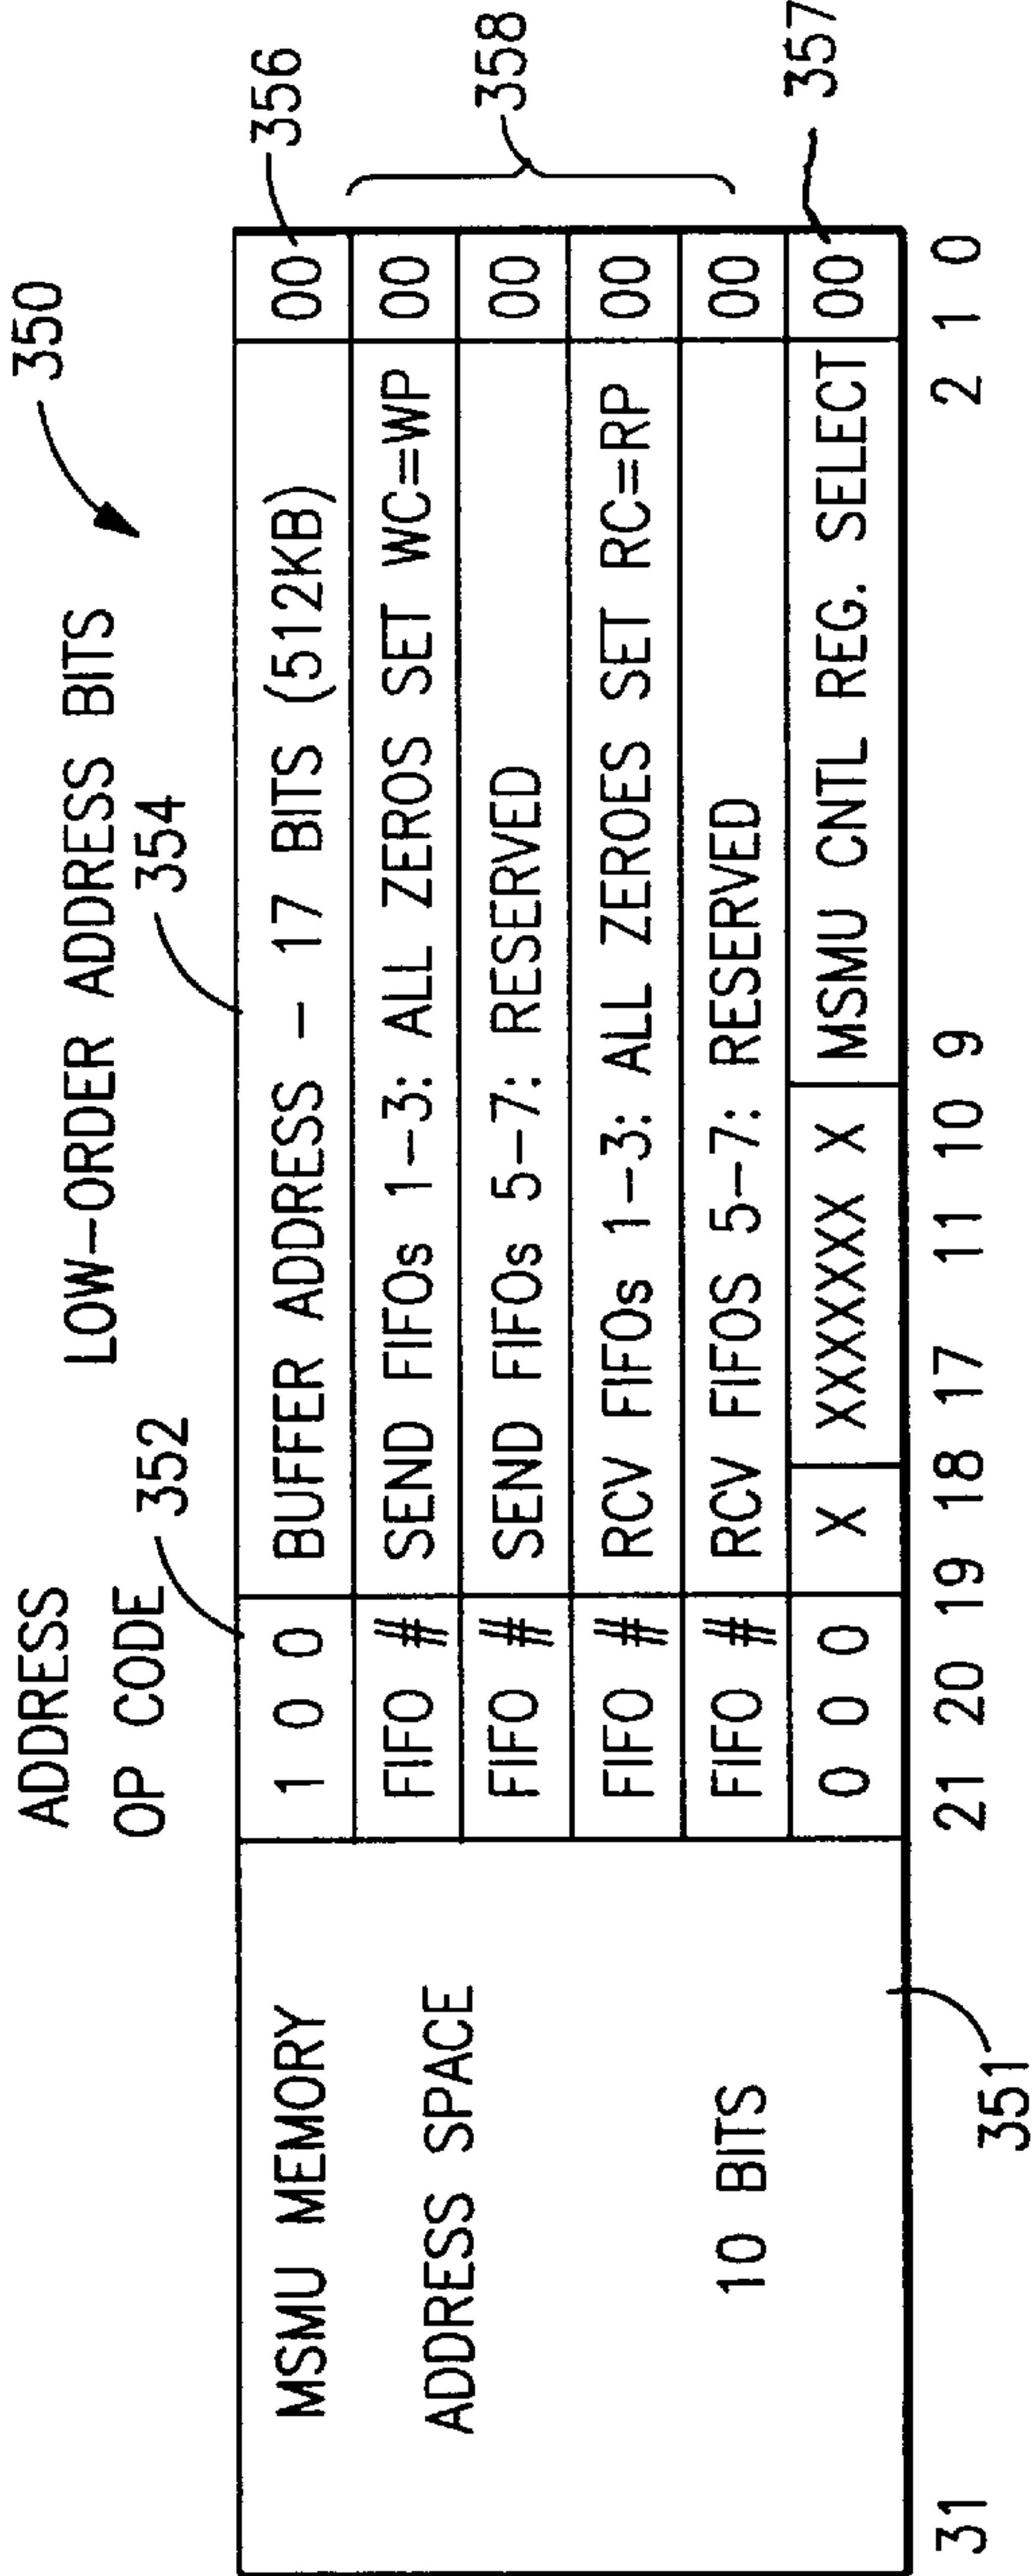 350
ADDRESS
OP CODE
LOW-ORDER ADDRESS BITS
352
354
356
358
357
351
MSMU MEMORY
ADDRESS SPACE
10 BITS
1 0 0 BUFFER ADDRESS - 17 BITS (512KB) 00
FIFO # SEND FIFOs 1-3: ALL ZEROS SET WC=WP 00
FIFO # SEND FIFOs 5-7: RESERVED 00
FIFO # RCV FIFOs 1-3: ALL ZEROES SET RC=RP 00
FIFO # RCV FIFOS 5-7: RESERVED 00
0 0 0 X XXXXXXX X MSMU CNTL REG. SELECT 00
31 21 20 19 18 17 11 10 9 2 1 0